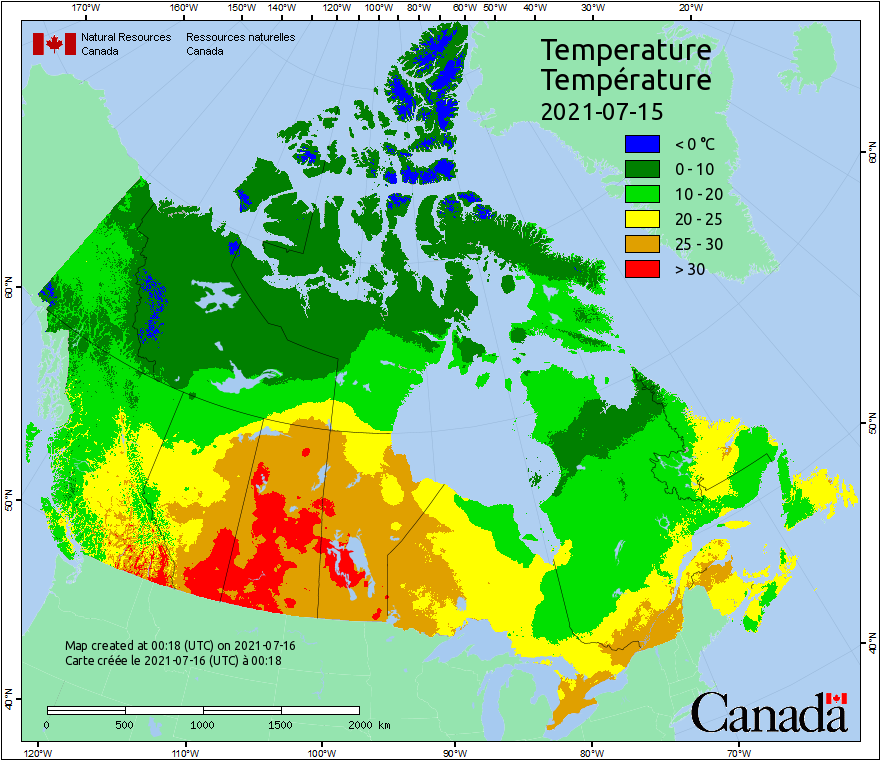 170°W 160°W 150°W 140°W 130°W 120°W 110°W 100°W 90°W 80°W 70°W 60°W 50°W 40°W 30°W 20°W
Natural Resources Canada
Ressources naturelles Canada
Temperature
Température
2021-07-15
< 0 °C
0 - 10
10 - 20
20 - 25
25 - 30
> 30
60°N
50°N
40°N
60°N
50°N
40°N
Map created at 00:18 (UTC) on 2021-07-16
Carte créée le 2021-07-16 (UTC) à 00:18
0 500 1000 1500 2000 km
Canada
120°W 110°W 100°W 90°W 80°W 70°W